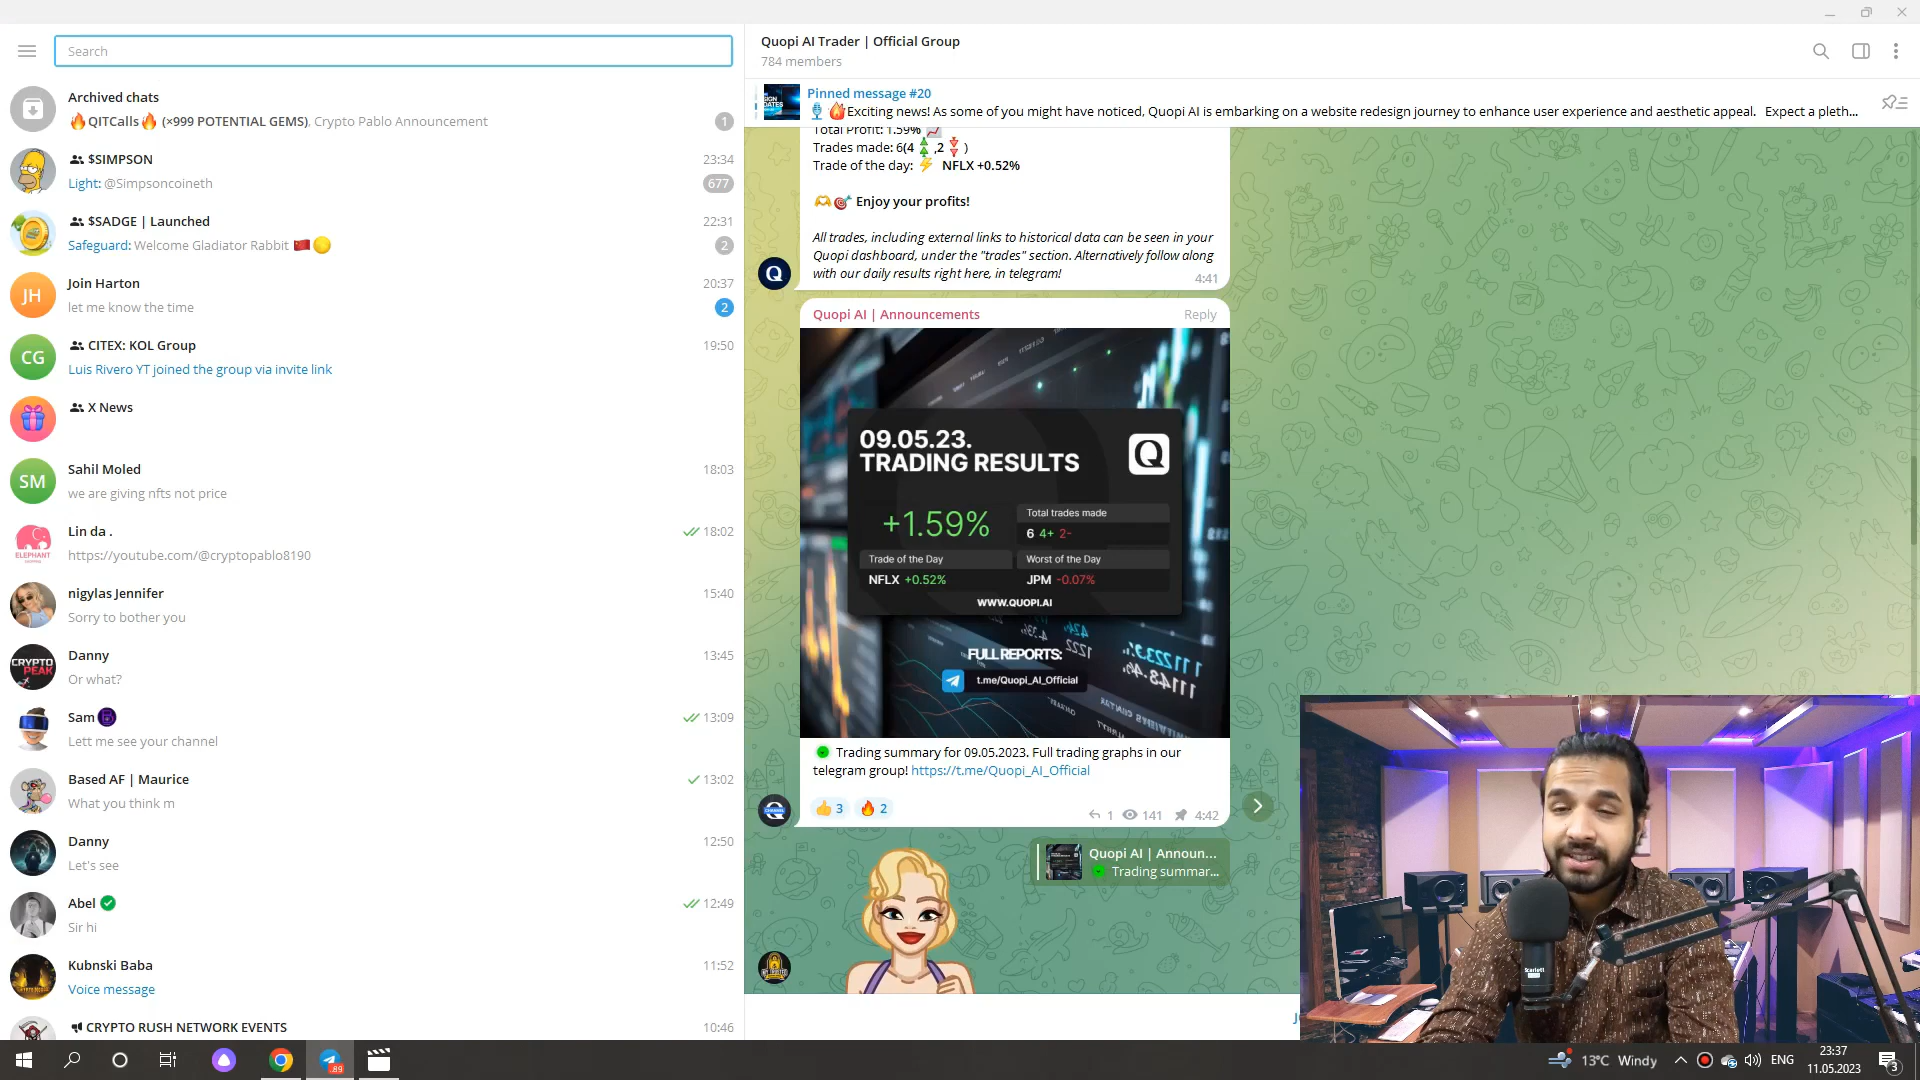 Search
Archived chats
🔥QITCalls🔥 (×999 POTENTIAL GEMS), Crypto Pablo Announcement
1
$SIMPSON
23:34
Light: @Simpsoncoineth
677
$SADGE | Launched
22:31
Safeguard: Welcome Gladiator Rabbit 🇨🇳
2
JH
Join Harton
20:37
let me know the time
2
CG
CITEX: KOL Group
19:50
Luis Rivero YT joined the group via invite link
X News
SM
Sahil Moled
18:03
we are giving nfts not price
ELEPHANT
Lin da .
18:02
https://youtube.com/@cryptopablo8190
nigylas Jennifer
15:40
Sorry to bother you
CRYPTO
PEAK
Danny
13:45
Or what?
Sam
13:09
Lett me see your channel
Based AF | Maurice
13:02
What you think m
Danny
12:50
Let's see
Abel
12:49
Sir hi
Kubnski Baba
11:52
Voice message
CRYPTO RUSH NETWORK EVENTS
10:46
Quopi AI Trader | Official Group
784 members
Pinned message #20
🎙️🔥Exciting news! As some of you might have noticed, Quopi AI is embarking on a website redesign journey to enhance user experience and aesthetic appeal. Expect a pleth...
Total Profit: 1.59% 📈
Trades made: 6(4 ,2 )
Trade of the day: ⚡ NFLX +0.52%
🫶🎯 Enjoy your profits!
All trades, including external links to historical data can be seen in your
Quopi dashboard, under the "trades" section. Alternatively follow along
with our daily results right here, in telegram!
4:41
Q
Quopi AI | Announcements
Reply
09.05.23.
TRADING RESULTS
Q
+1.59%
Total trades made
6 4+ 2-
Trade of the Day
Worst of the Day
NFLX +0.52%
JPM -0.07%
WWW.QUOPI.AI
FULL REPORTS:
t.me/Quopi_AI_Official
Trading summary for 09.05.2023. Full trading graphs in our
telegram group! https://t.me/Quopi_AI_Official
👍 3
🔥 2
1
141
4:42
Quopi AI | Announ...
Trading summar...
Scarlett
89
13°C Windy
ENG
23:37
11.05.2023
3